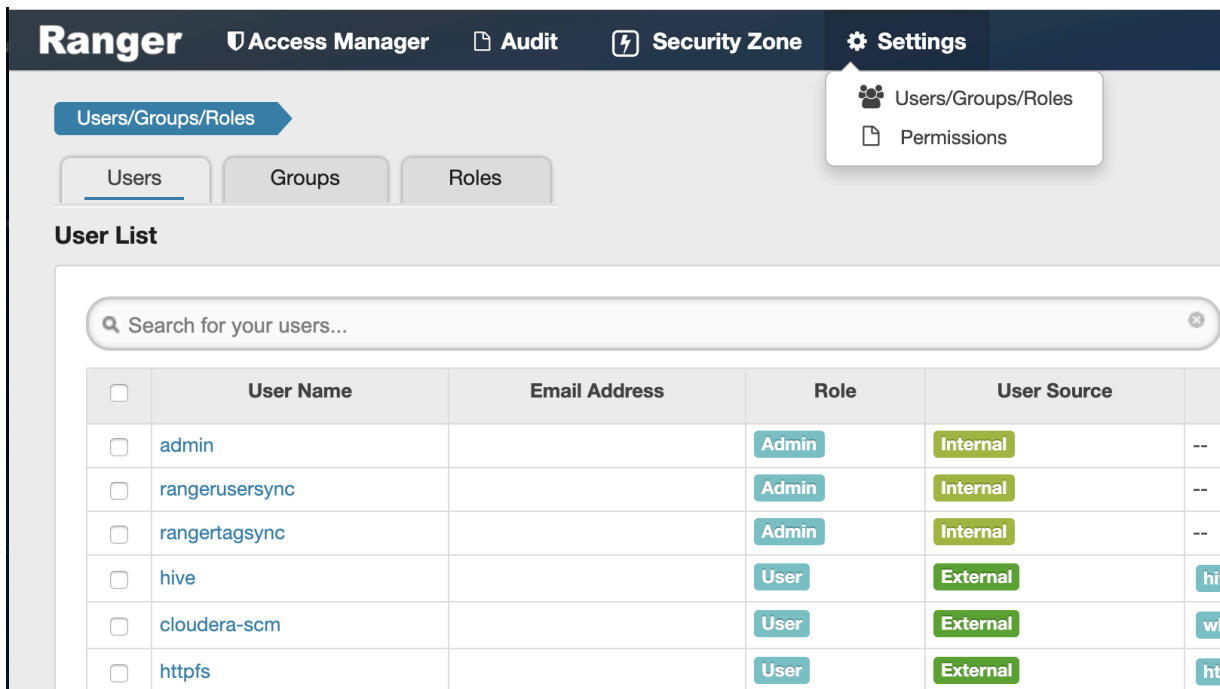 Ranger Access Manager Audit Security Zone Settings
Users/Groups/Roles
Permissions
Users/Groups/Roles
Users Groups Roles
User List
Search for your users...
User Name Email Address Role User Source
admin Admin Internal --
rangerusersync Admin Internal --
rangertagsync Admin Internal --
hive User External
cloudera-scm User External
httpfs User External